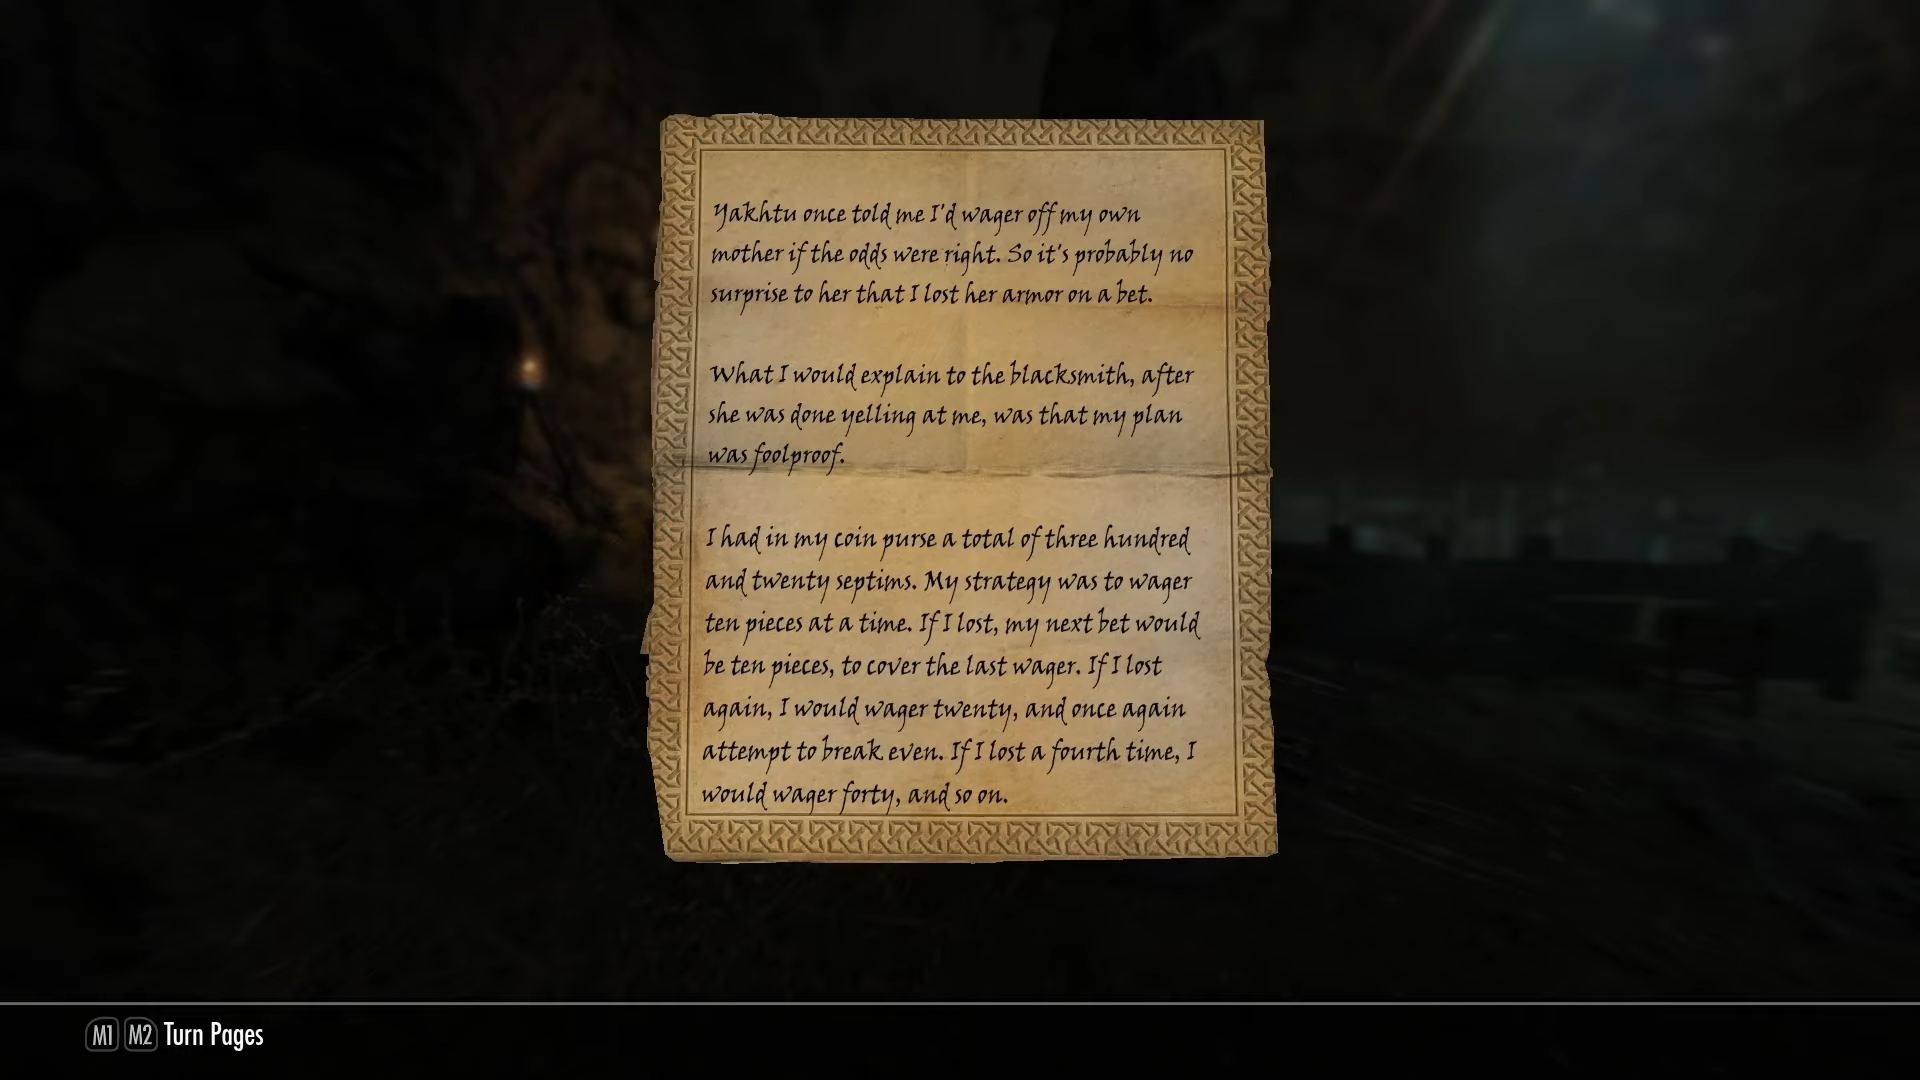 Yakhtu once told me I'd wager off my own
mother if the odds were right. So it's probably no
surprise to her that I lost her armor on a bet.
What I would explain to the blacksmith, after
she was done yelling at me, was that my plan
was foolproof.
I had in my coin purse a total of three hundred
and twenty septims. My strategy was to wager
ten pieces at a time. If I lost, my next bet would
be ten pieces, to cover the last wager. If I lost
again, I would wager twenty, and once again
attempt to break even. If I lost a fourth time, I
would wager forty, and so on.
M1 M2 Turn Pages